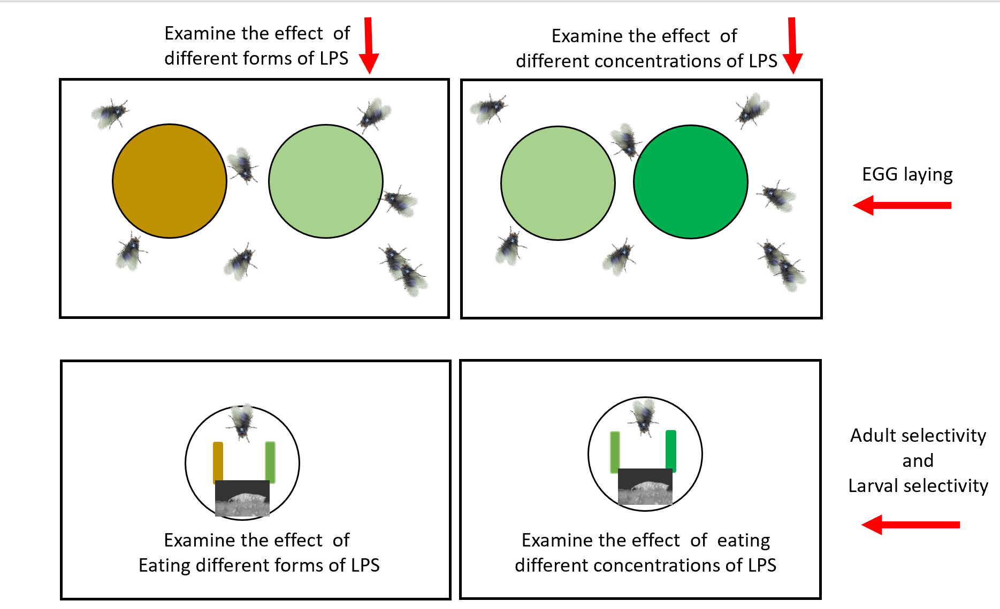 Examine the effect  of
different forms of LPS
Examine the effect  of
different concentrations of LPS
EGG laying
Adult selectivity
and
Larval selectivity
Examine the effect  of
Eating different forms of LPS
Examine the effect  of  eating
different concentrations of LPS